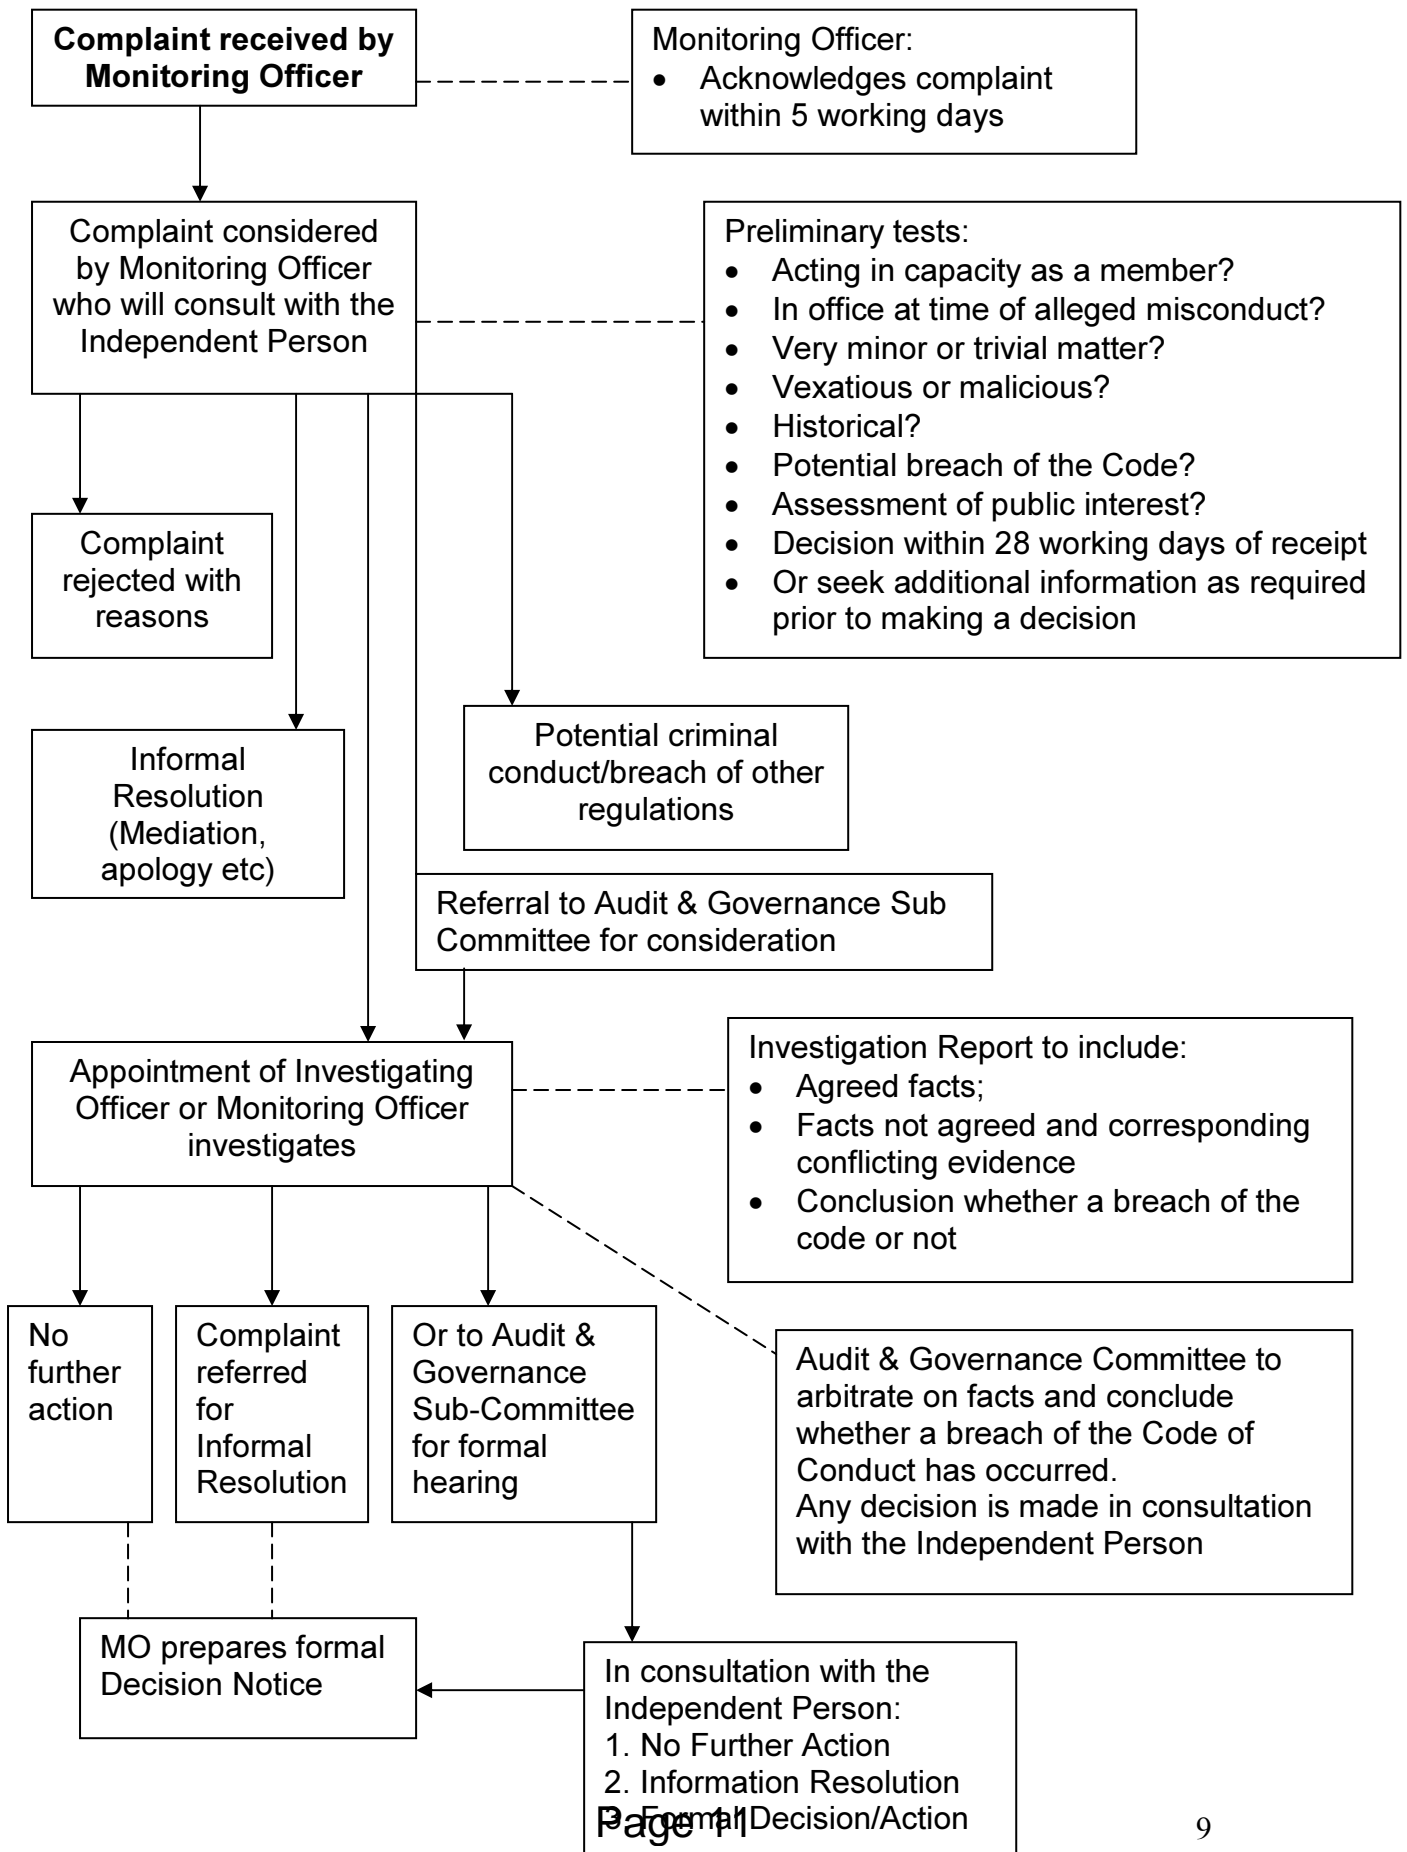 Complaint received by
Monitoring Officer
Monitoring Officer:
• Acknowledges complaint
within 5 working days
Complaint considered
by Monitoring Officer
who will consult with the
Independent Person
Preliminary tests:
• Acting in capacity as a member?
• In office at time of alleged misconduct?
• Very minor or trivial matter?
• Vexatious or malicious?
• Historical?
• Potential breach of the Code?
• Assessment of public interest?
• Decision within 28 working days of receipt
• Or seek additional information as required
prior to making a decision
Complaint
rejected with
reasons
Informal
Resolution
(Mediation,
apology etc)
Potential criminal
conduct/breach of other
regulations
Referral to Audit & Governance Sub
Committee for consideration
Appointment of Investigating
Officer or Monitoring Officer
investigates
Investigation Report to include:
• Agreed facts;
• Facts not agreed and corresponding
conflicting evidence
• Conclusion whether a breach of the
code or not
No
further
action
Complaint
referred
for
Informal
Resolution
Or to Audit &
Governance
Sub-Committee
for formal
hearing
Audit & Governance Committee to
arbitrate on facts and conclude
whether a breach of the Code of
Conduct has occurred.
Any decision is made in consultation
with the Independent Person
MO prepares formal
Decision Notice
In consultation with the
Independent Person:
1. No Further Action
2. Information Resolution
3. Formal Decision/Action
Page 11
9